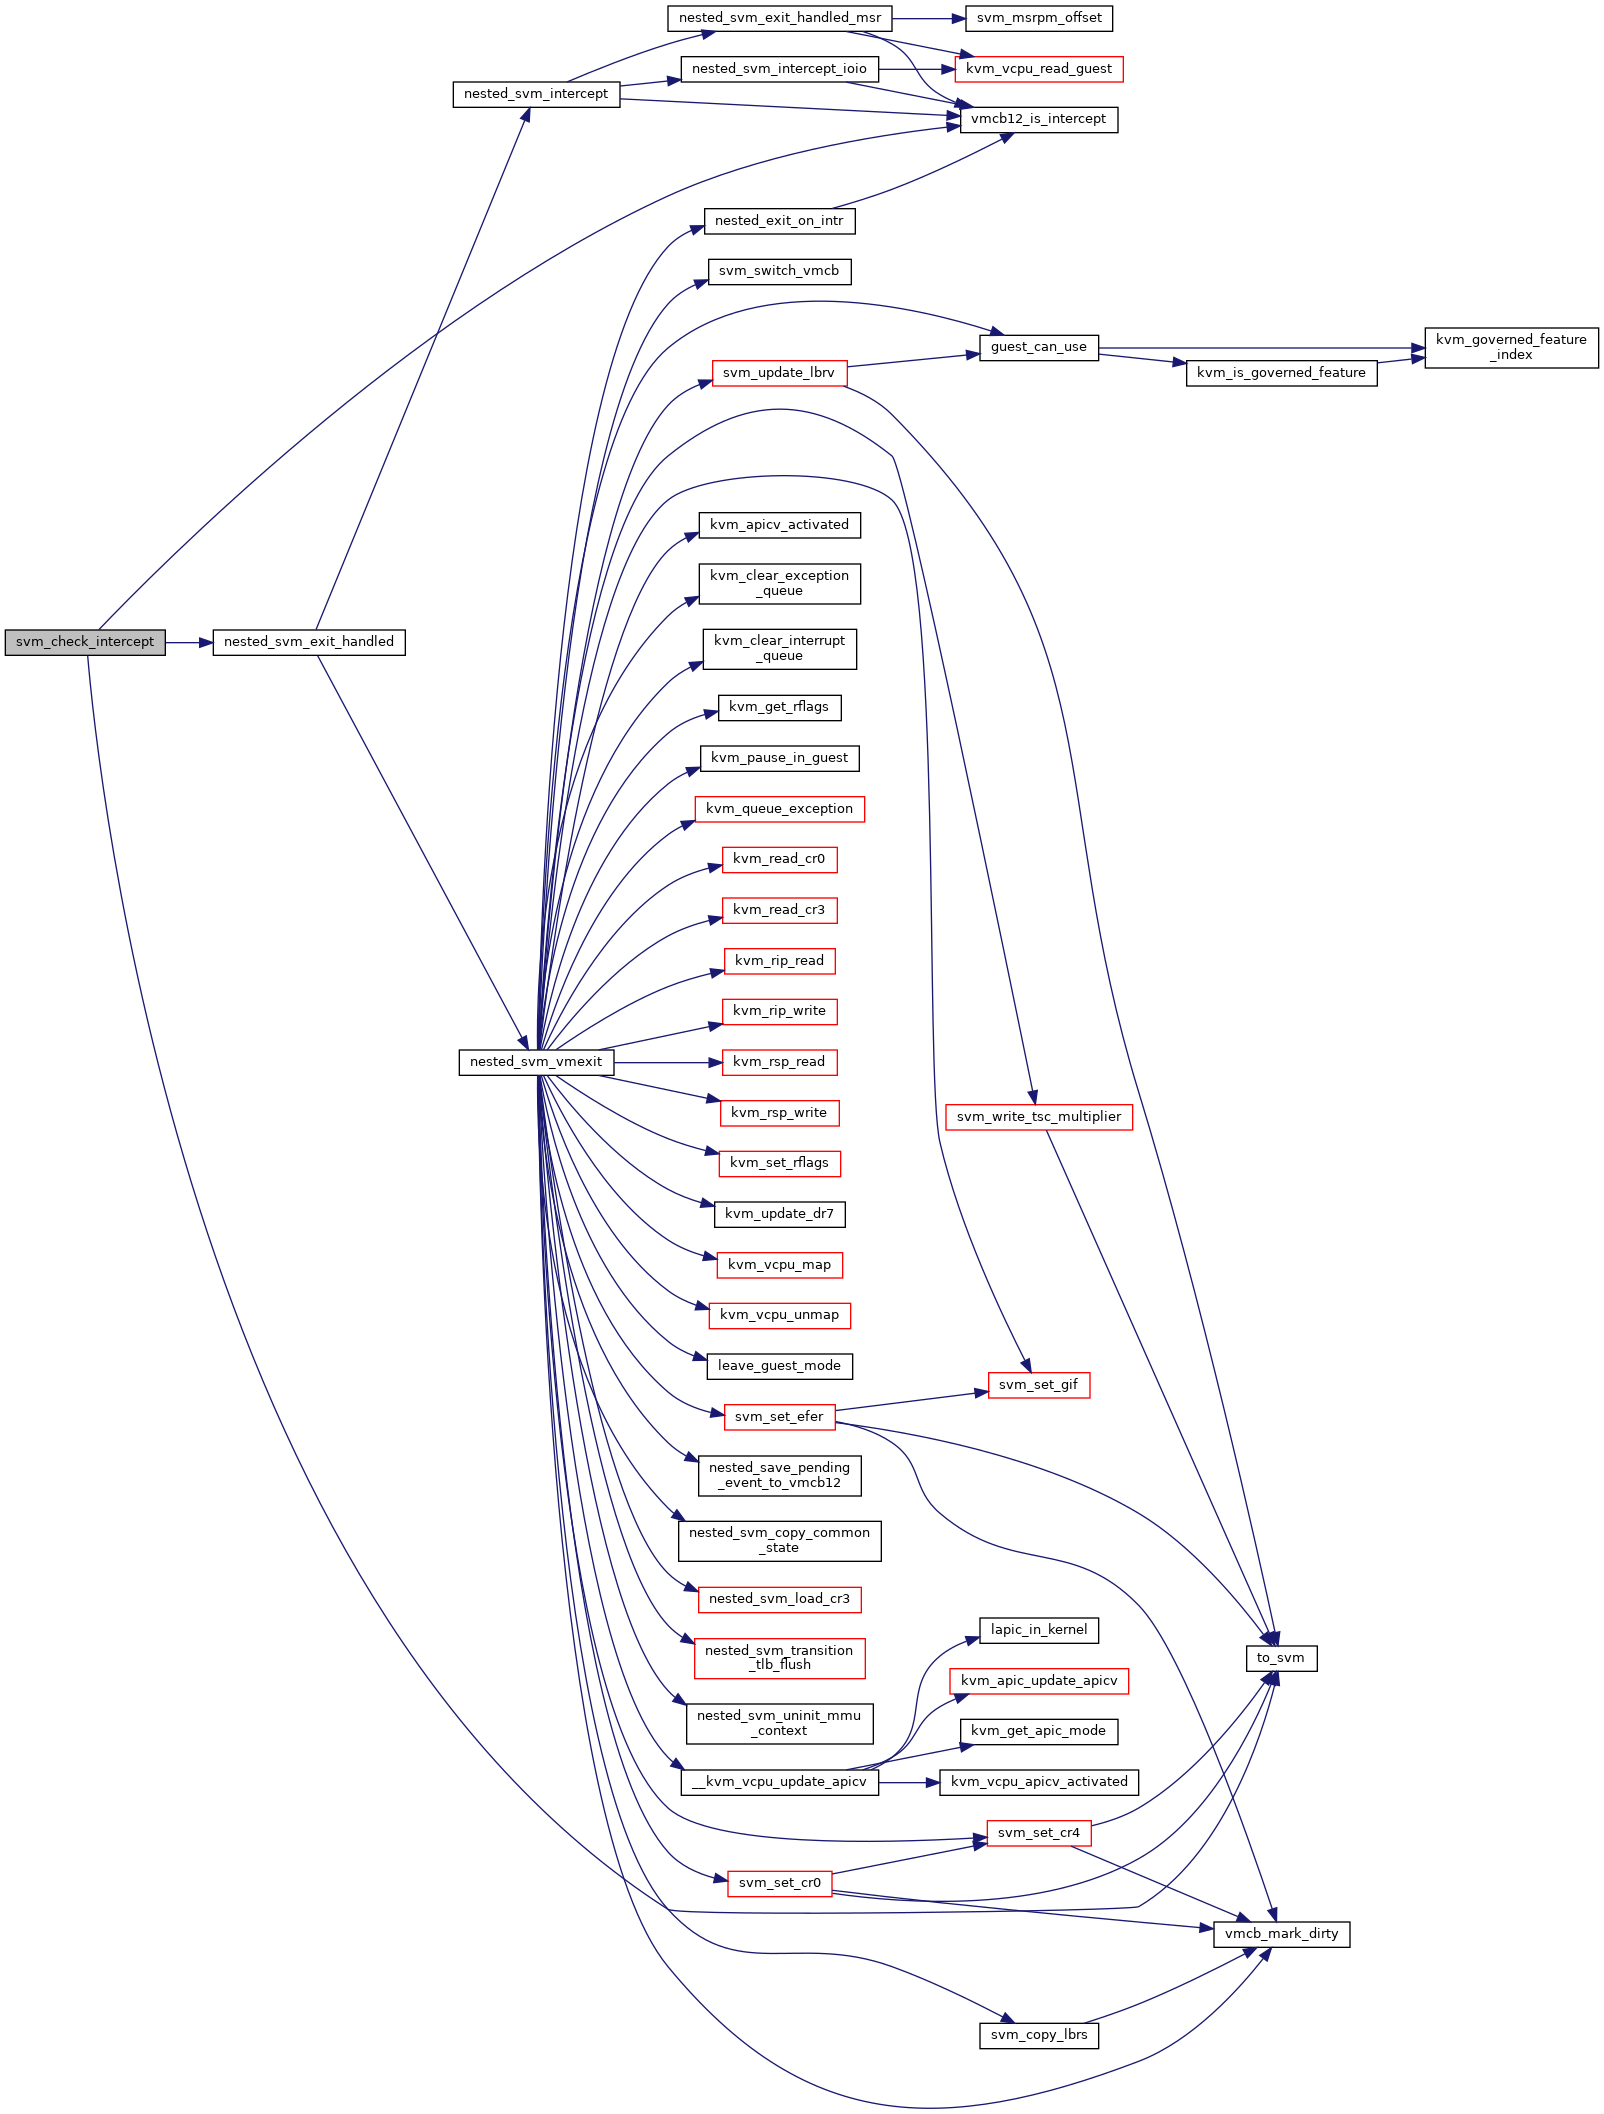 nested_svm_exit_handled_msr
svm_msrpm_offset
nested_svm_intercept_ioio
kvm_vcpu_read_guest
nested_svm_intercept
vmcb12_is_intercept
nested_exit_on_intr
svm_switch_vmcb
guest_can_use
kvm_governed_feature
_index
svm_update_lbrv
kvm_is_governed_feature
kvm_apicv_activated
kvm_clear_exception
_queue
svm_check_intercept
nested_svm_exit_handled
kvm_clear_interrupt
_queue
kvm_get_rflags
kvm_pause_in_guest
kvm_queue_exception
kvm_read_cr0
kvm_read_cr3
kvm_rip_read
kvm_rip_write
nested_svm_vmexit
kvm_rsp_read
kvm_rsp_write
svm_write_tsc_multiplier
kvm_set_rflags
kvm_update_dr7
kvm_vcpu_map
kvm_vcpu_unmap
leave_guest_mode
svm_set_gif
svm_set_efer
nested_save_pending
_event_to_vmcb12
nested_svm_copy_common
_state
nested_svm_load_cr3
lapic_in_kernel
nested_svm_transition
_tlb_flush
to_svm
kvm_apic_update_apicv
nested_svm_uninit_mmu
_context
kvm_get_apic_mode
__kvm_vcpu_update_apicv
kvm_vcpu_apicv_activated
svm_set_cr4
svm_set_cr0
vmcb_mark_dirty
svm_copy_lbrs